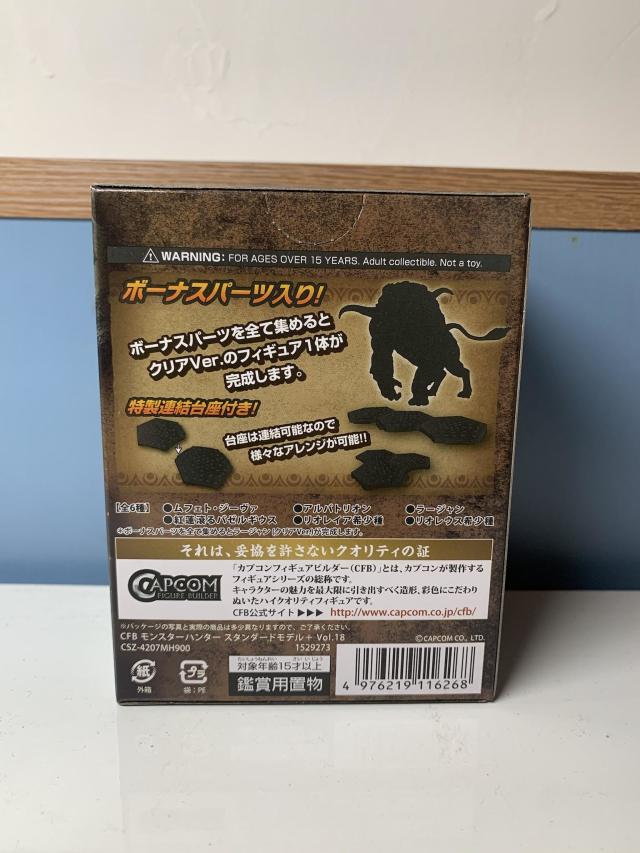 ⚠ WARNING: FOR AGES OVER 15 YEARS. Adult collectible. Not a toy.
ボーナスパーツ入り!
ボーナスパーツを全て集めると
クリアVer.のフィギュア1体が
完成します。
特製連結台座付き!
台座は連結可能なので
様々なアレンジが可能!!
【全6種】 ●ムフェト・ジーヴァ ●アルバトリオン ●ラージャン
●紅蓮滾るバゼルギウス ●リオレイア希少種 ●リオレウス希少種
※ボーナスパーツを全て集めるとラージャン(クリアVer)が完成します。
それは、妥協を許さないクオリティの証
CAPCOM
FIGURE BUILDER
「カプコンフィギュアビルダー(CFB)」とは、カプコンが製作する
フィギュアシリーズの総称です。
キャラクターの魅力を最大限に引き出すべく造形、彩色にこだわり
ぬいたハイクオリティフィギュアです。
CFB公式サイト▶▶▶ http://www.capcom.co.jp/cfb/
※パッケージの写真と実際の商品は多少異なりますので、ご了承ください。
©CAPCOM CO., LTD.
CFB モンスターハンター スタンダードモデル+ Vol.18
CSZ-4207MH900 1529273
紙
外箱
プラ
袋:PE
たいしょうねんれい さい いじょう
対象年齢15才以上
鑑賞用置物
4 976219 116268